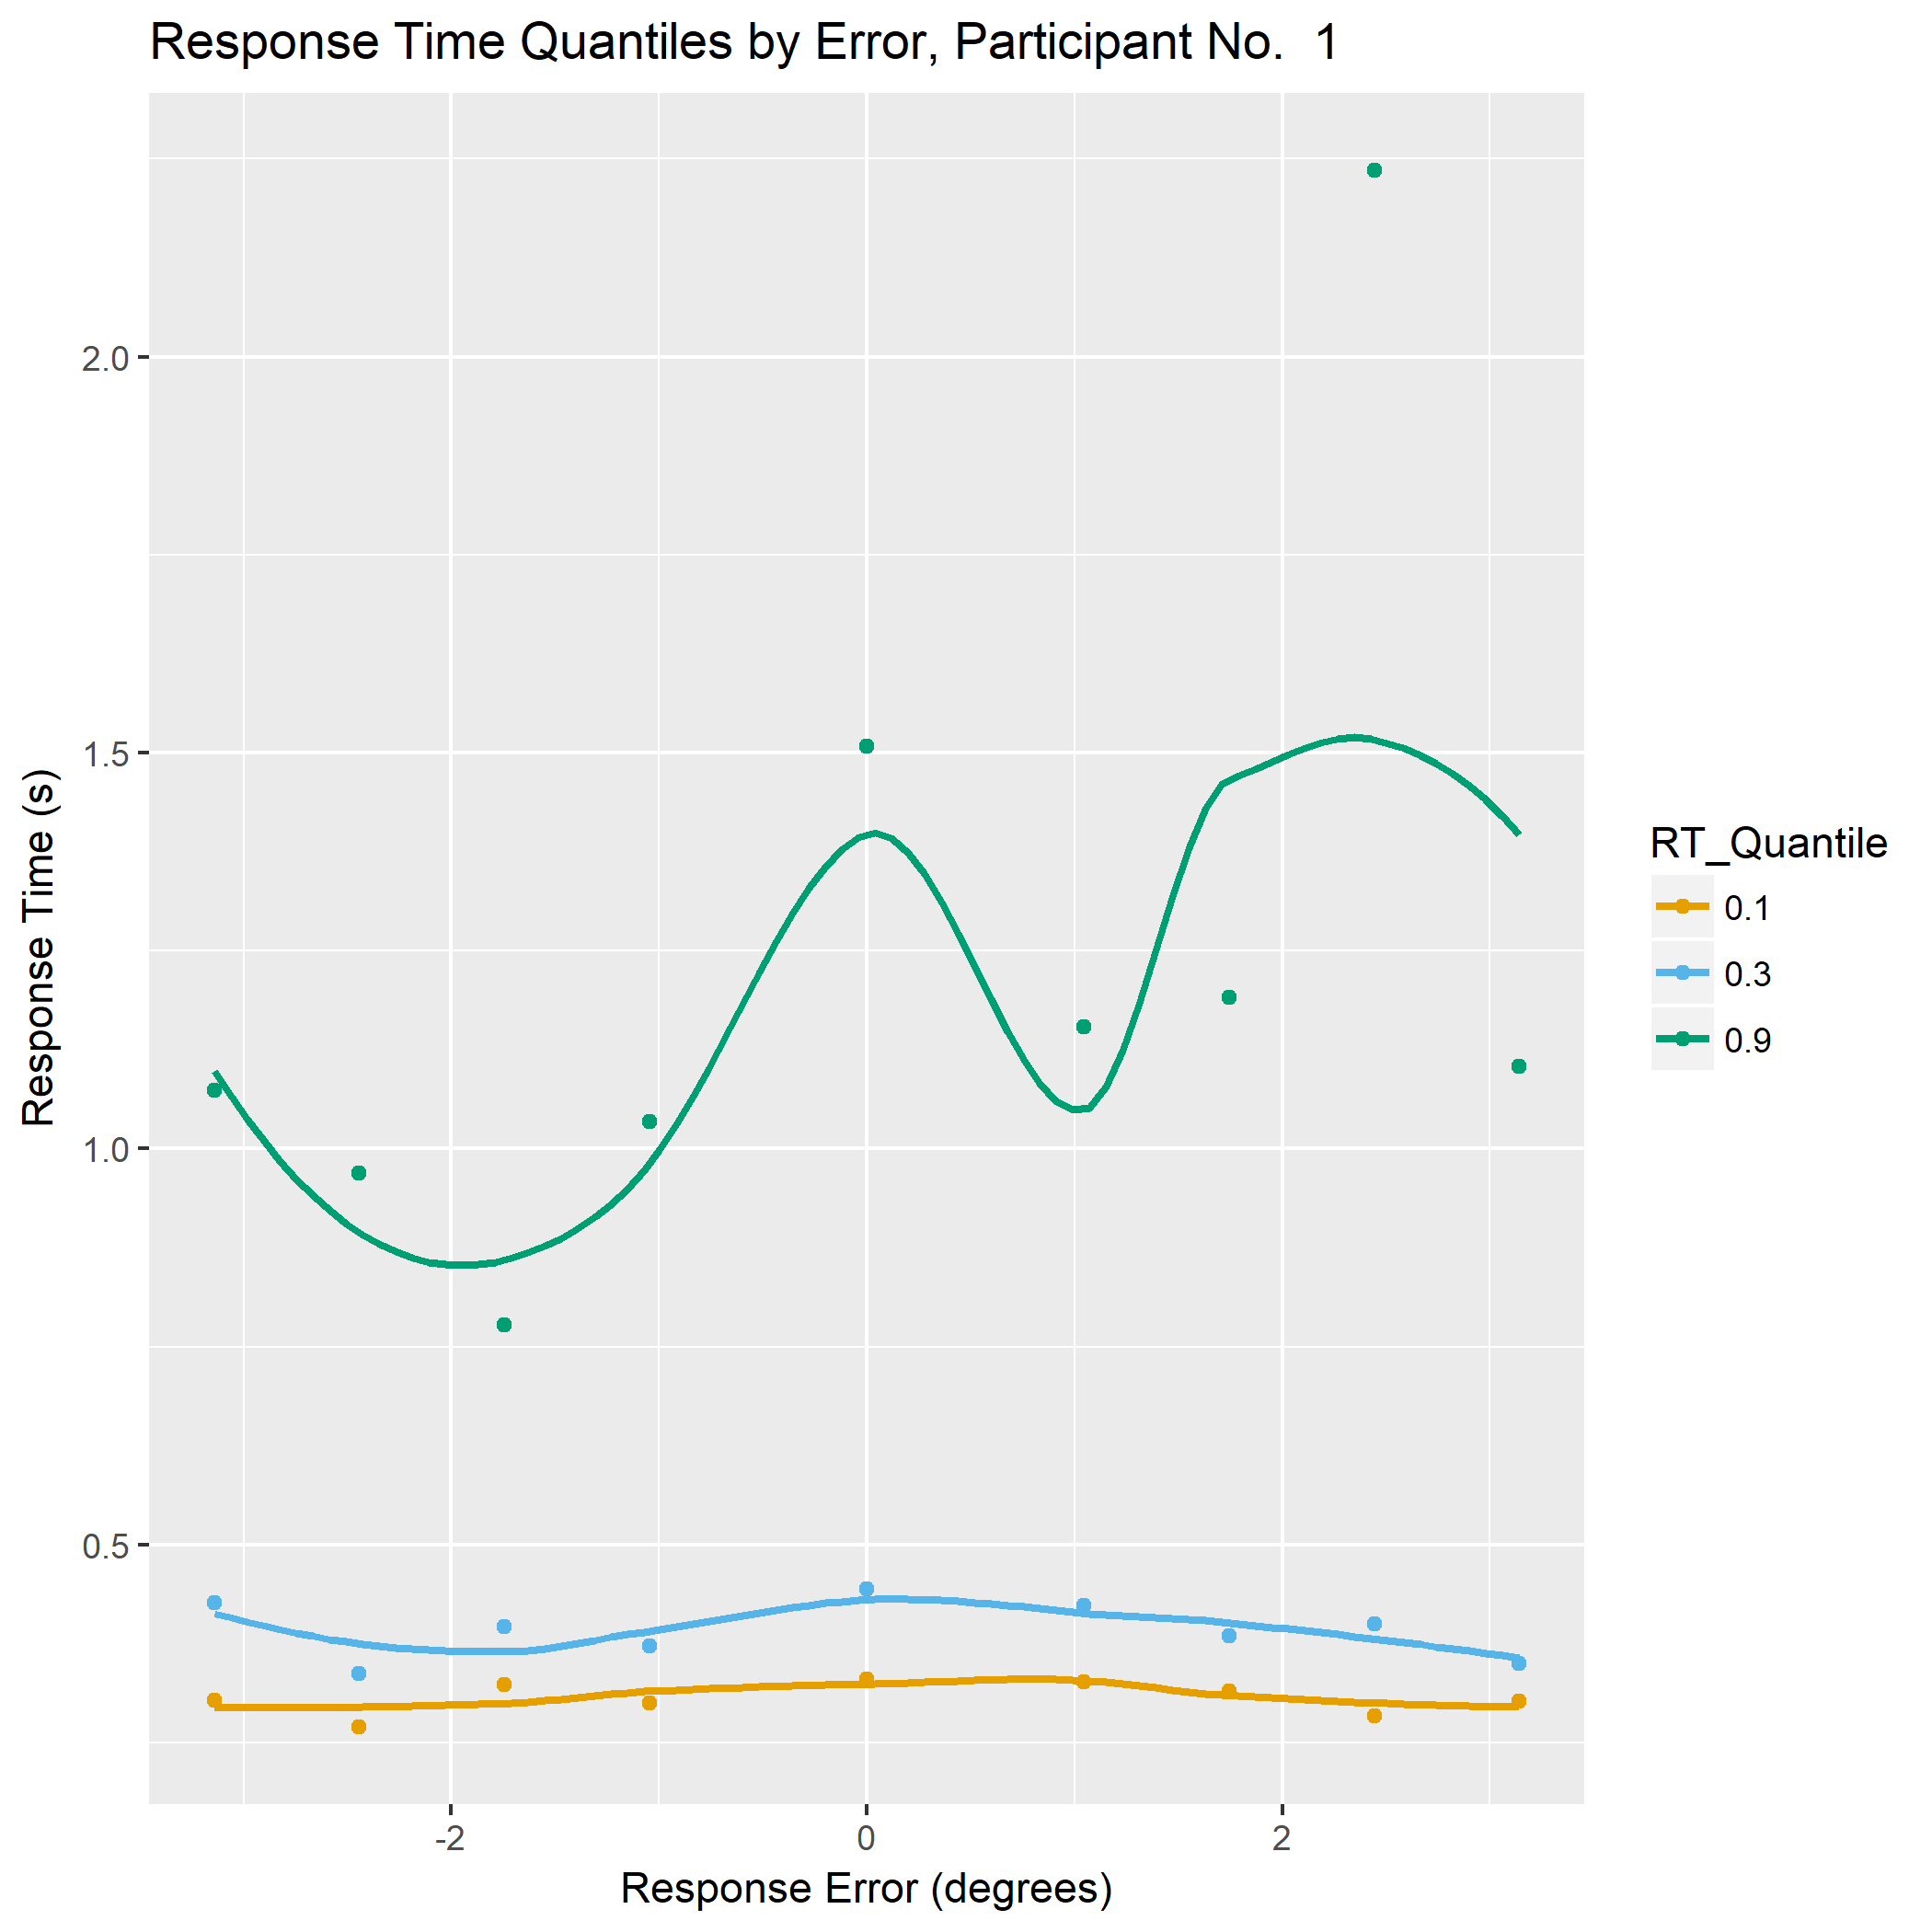 Response Time Quantiles by Error, Participant No.  1
Response Time (s)
2.0
1.5
1.0
0.5
-2
0
2
Response Error (degrees)
RT_Quantile
0.1
0.3
0.9